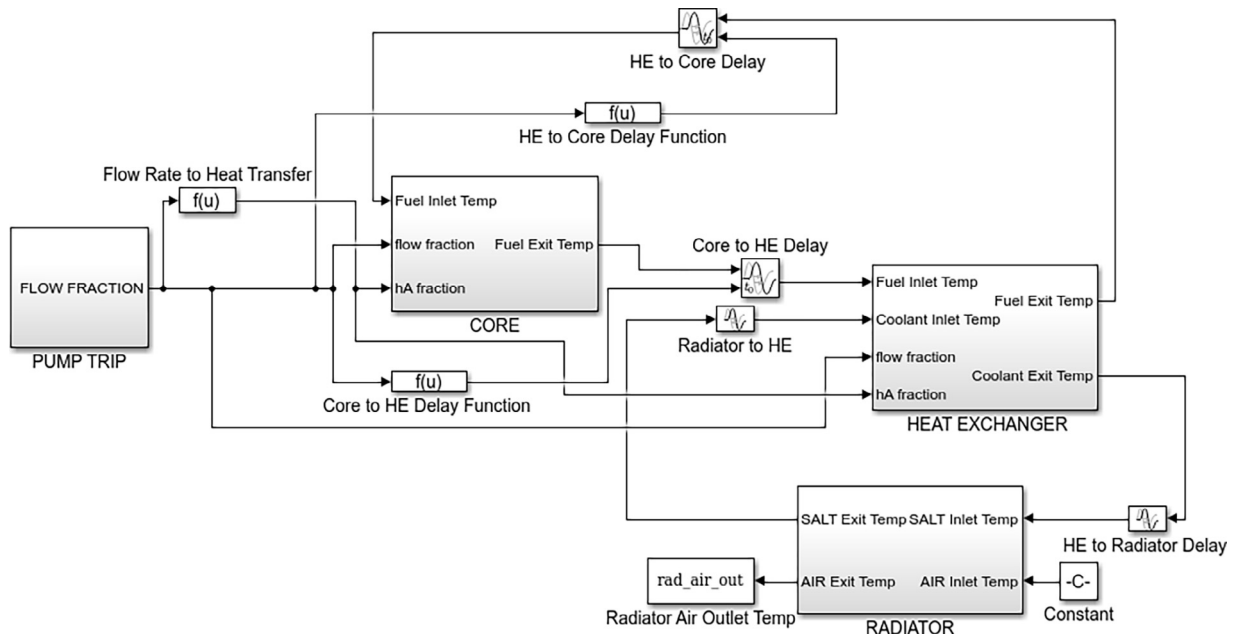 HE to Core Delay
f(u)
HE to Core Delay Function
Flow Rate to Heat Transfer
f(u)
FLOW FRACTION
PUMP TRIP
Fuel Inlet Temp
flow fraction
Fuel Exit Temp
hA fraction
CORE
Core to HE Delay
Radiator to HE
f(u)
Core to HE Delay Function
Fuel Inlet Temp
Fuel Exit Temp
Coolant Inlet Temp
flow fraction
Coolant Exit Temp
hA fraction
HEAT EXCHANGER
SALT Exit Temp SALT Inlet Temp
HE to Radiator Delay
rad_air_out
AIR Exit Temp
AIR Inlet Temp
-C-
Radiator Air Outlet Temp
Constant
RADIATOR